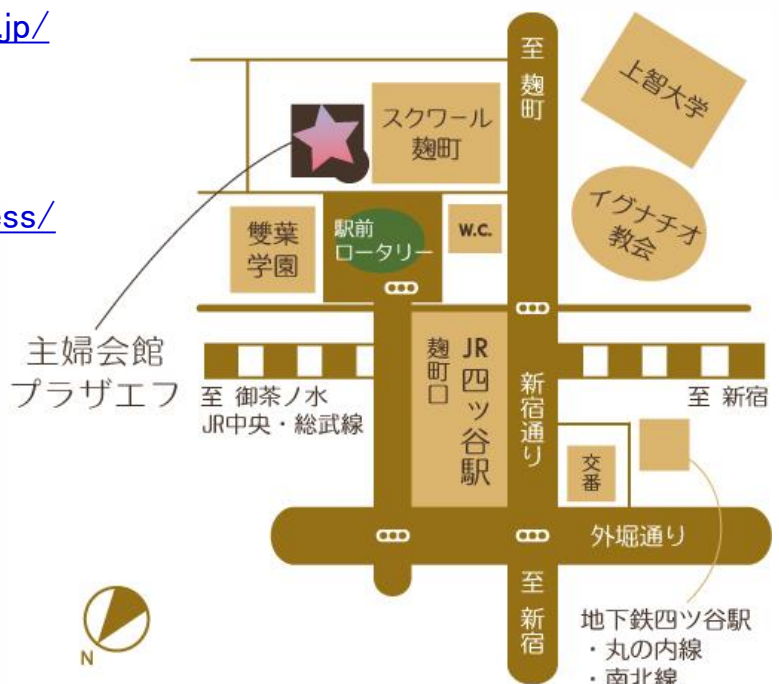 .jp/
ess/
至 麹町
上智大学
スクワール
麹町
イグナチオ
教会
雙葉
学園
駅前
ロータリー
W.C.
主婦会館
プラザエフ
麹町口
JR四ッ谷駅
新宿通り
至 御茶ノ水
JR中央・総武線
至 新宿
交番
外堀通り
至 新宿
地下鉄四ツ谷駅
・丸の内線
・南北線
N